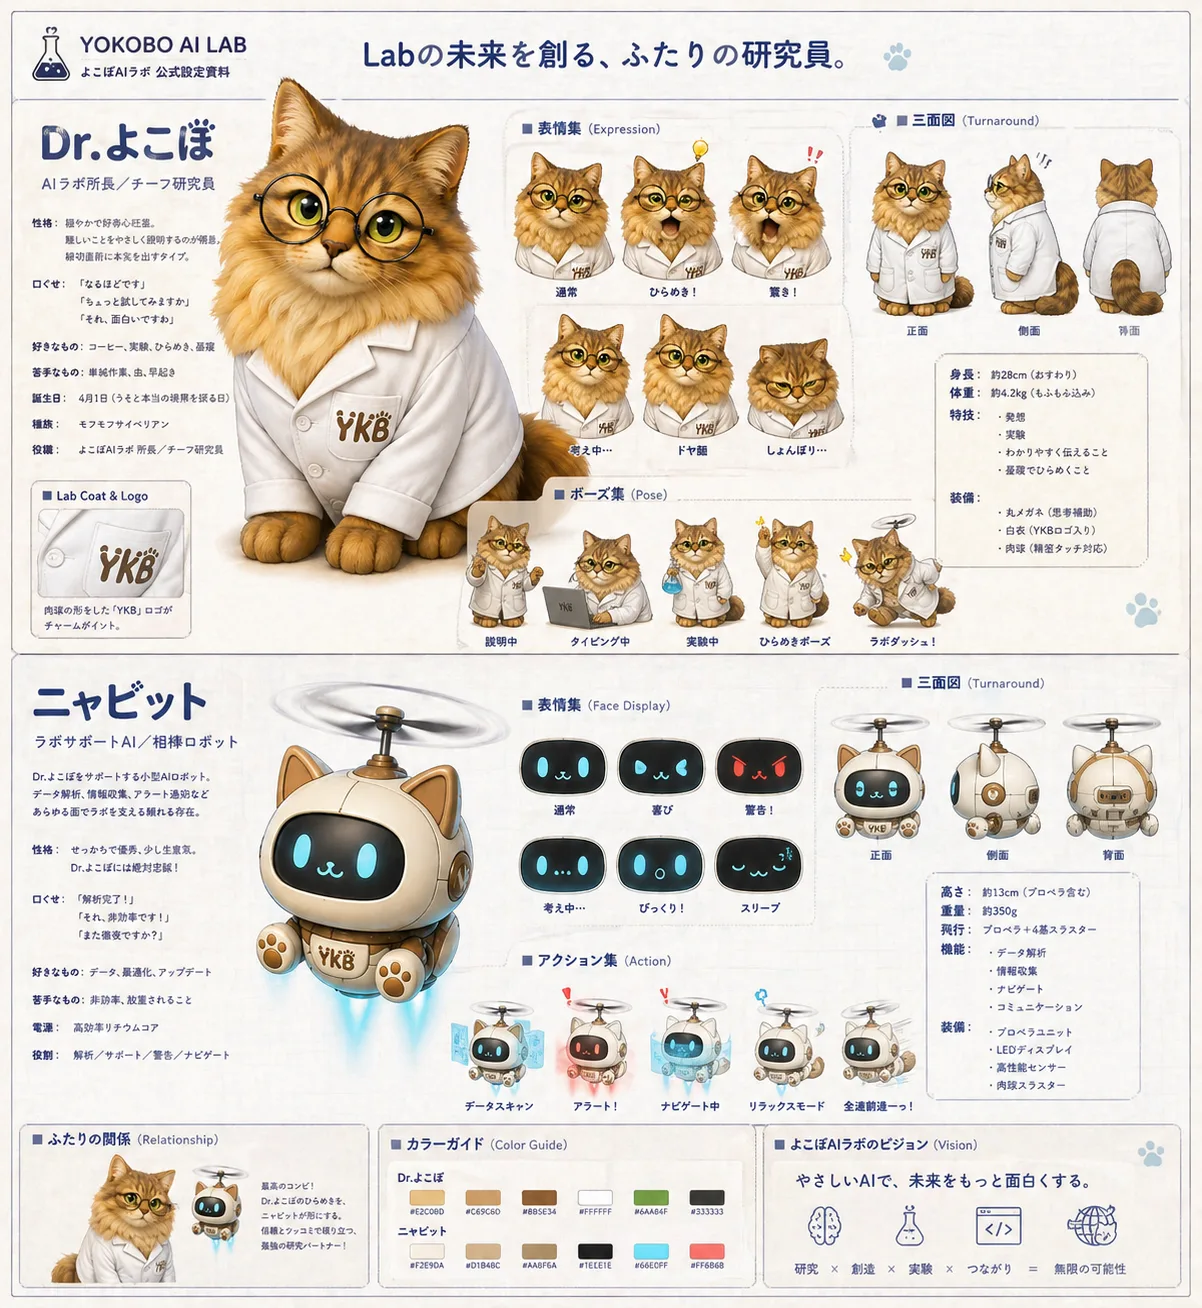 YOKOBO AI LAB
よこぼAIラボ 公式設定資料
Labの未来を創る、ふたりの研究員。
Dr.よこぼ
AIラボ所長／チーフ研究員
性格：穏やかで好奇心旺盛。
難しいことをやさしく説明するのが得意。
締切直前に本気を出すタイプ。
口ぐせ：「なるほどです」
「ちょっと試してみますか」
「それ、面白いですね」
好きなもの：コーヒー、実験、ひらめき、昼寝
苦手なもの：単純作業、虫、早起き
誕生日：4月1日（うそと本当の境界を探る日）
種族：モフモフサイベリアン
役職：よこぼAIラボ 所長／チーフ研究員
Lab Coat & Logo
YKB
肉球の形をした「YKB」ロゴが
チャームポイント。
YKB
表情集（Expression）
通常
ひらめき！
驚き！
考え中…
ドヤ顔
しょんぼり…
ポーズ集（Pose）
説明中
タイピング中
実験中
ひらめきポーズ
ラボダッシュ！
三面図（Turnaround）
正面
側面
背面
身長：約28cm（おすわり）
体重：約4.2kg（もふもふ込み）
特技：・発想
・実験
・わかりやすく伝えること
・昼寝でひらめくこと
装備：
・丸メガネ（思考補助）
・白衣（YKBロゴ入り）
・肉球（精密タッチ対応）
ニャビット
ラボサポートAI／相棒ロボット
Dr.よこぼをサポートする小型AIロボット。
データ解析、情報収集、アラート通知など
あらゆる面でラボを支える頼れる存在。
性格：せっかちで優秀、少し生意気。
Dr.よこぼには絶対忠誠！
口ぐせ：「解析完了！」
「それ、非効率です！」
「また徹夜ですか？」
好きなもの：データ、最適化、アップデート
苦手なもの：非効率、放置されること
電源：高効率リチウムコア
役割：解析／サポート／警告／ナビゲート
YKB
表情集（Face Display）
通常
喜び
警告！
考え中…
びっくり！
スリープ
アクション集（Action）
データスキャン
アラート！
ナビゲート中
リラックスモード
全速前進ーっ！
三面図（Turnaround）
YKB
正面
側面
背面
高さ：約13cm（プロペラ含む）
重量：約350g
飛行：プロペラ＋4基スラスター
機能：・データ解析
・情報収集
・ナビゲート
・コミュニケーション
装備：・プロペラユニット
・LEDディスプレイ
・高性能センサー
・肉球スラスター
ふたりの関係（Relationship）
最高のコンビ！
Dr.よこぼのひらめきを、
ニャビットが形にする。
信頼とツッコミで成り立つ、
最強の研究パートナー！
カラーガイド（Color Guide）
Dr.よこぼ
#E2C08D #C69C6D #8B5E34 #FFFFFF #6AA84F #333333
ニャビット
#F2E9DA #D1B48C #AA8F6A #1E1E1E #66E0FF #FF6B6B
よこぼAIラボのビジョン（Vision）
やさしいAIで、未来をもっと面白くする。
研究 × 創造 × 実験 × つながり ＝ 無限の可能性